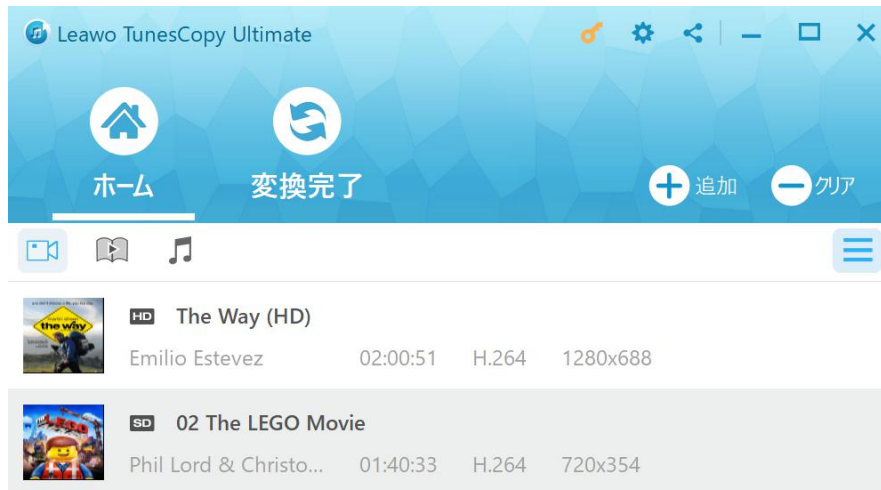 Leawo TunesCopy Ultimate
ホーム
変換完了
追加
クリア
the way
HD The Way (HD)
Emilio Estevez 02:00:51 H.264 1280x688
SD 02 The LEGO Movie
Phil Lord & Christo... 01:40:33 H.264 720x354